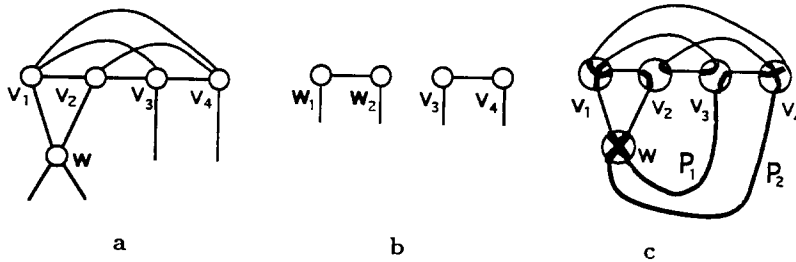 v₁ v₂ v₃ v₄
w
a
w₁ w₂ v₃ v₄
b
v₁ v₂ v₃ v₄
w P₁ P₂
c